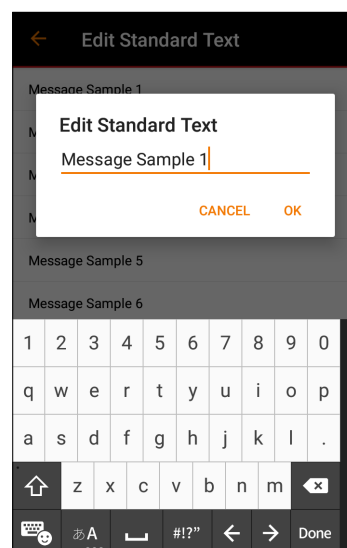 Edit Standard Text
Message Sample 1
Edit Standard Text
Message Sample 1
CANCEL OK
Message Sample 5
Message Sample 6
1 2 3 4 5 6 7 8 9 0
q w e r t y u i o p
a s d f g h j k l .
z x c v b n m
あA #!?” Done